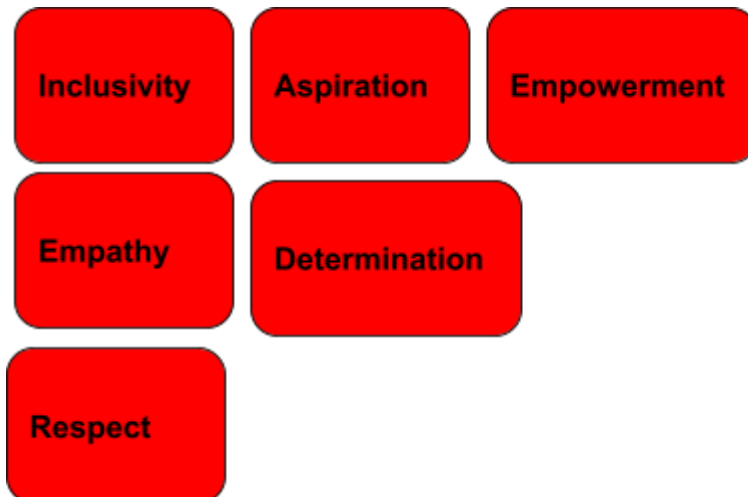 Inclusivity
Aspiration
Empowerment
Empathy
Determination
Respect